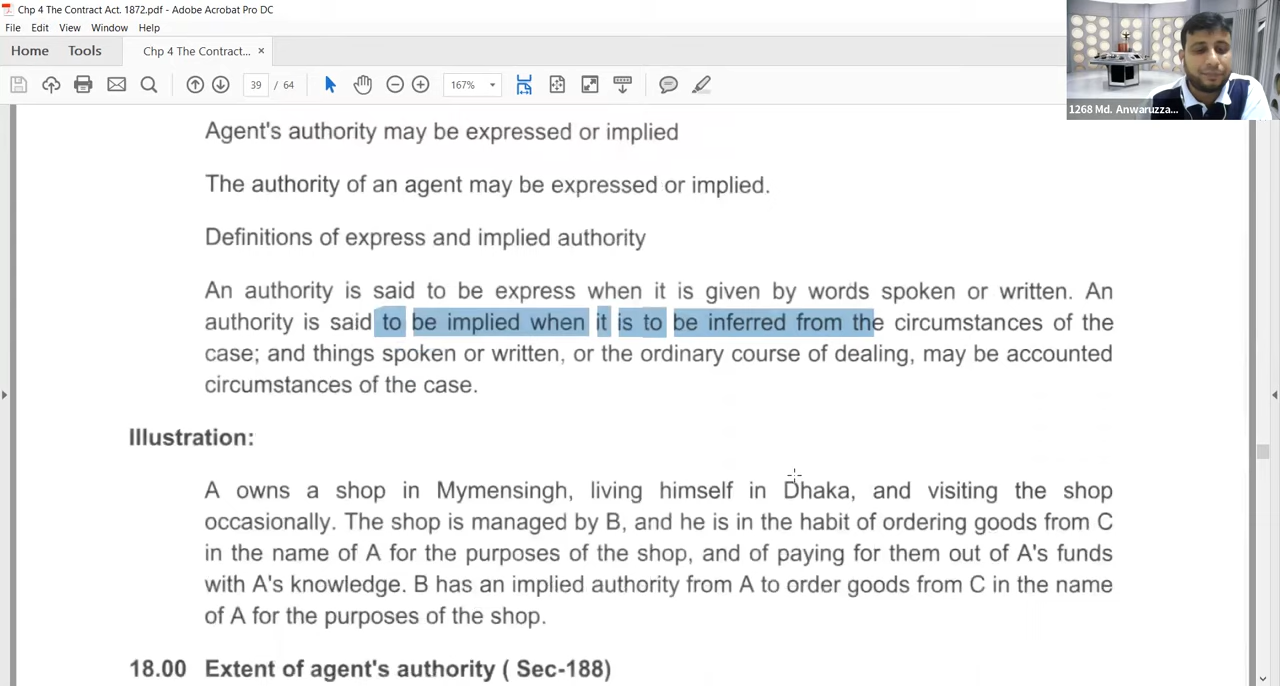 Chp 4 The Contract Act. 1872.pdf - Adobe Acrobat Pro DC
File Edit View Window Help
Home Tools Chp 4 The Contract... ×
39 / 64 167%
1268 Md. Anwaruzza...
Agent's authority may be expressed or implied
The authority of an agent may be expressed or implied.
Definitions of express and implied authority
An authority is said to be express when it is given by words spoken or written. An
authority is said to be implied when it is to be inferred from the circumstances of the
case; and things spoken or written, or the ordinary course of dealing, may be accounted
circumstances of the case.
Illustration:
A owns a shop in Mymensingh, living himself in Dhaka, and visiting the shop
occasionally. The shop is managed by B, and he is in the habit of ordering goods from C
in the name of A for the purposes of the shop, and of paying for them out of A's funds
with A's knowledge. B has an implied authority from A to order goods from C in the name
of A for the purposes of the shop.
18.00 Extent of agent's authority ( Sec-188)